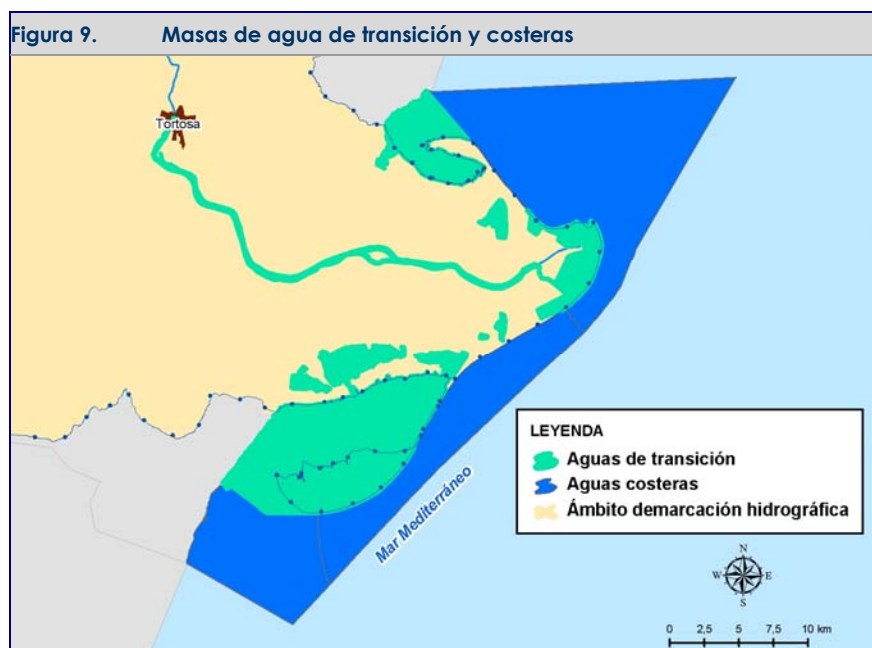 Figura 9. Masas de agua de transición y costeras
Tortosa
LEYENDA
Aguas de transición
Aguas costeras
Ámbito demarcación hidrográfica
Mar Mediterráneo
N
W E
S
0 2,5 5 7,5 10 km